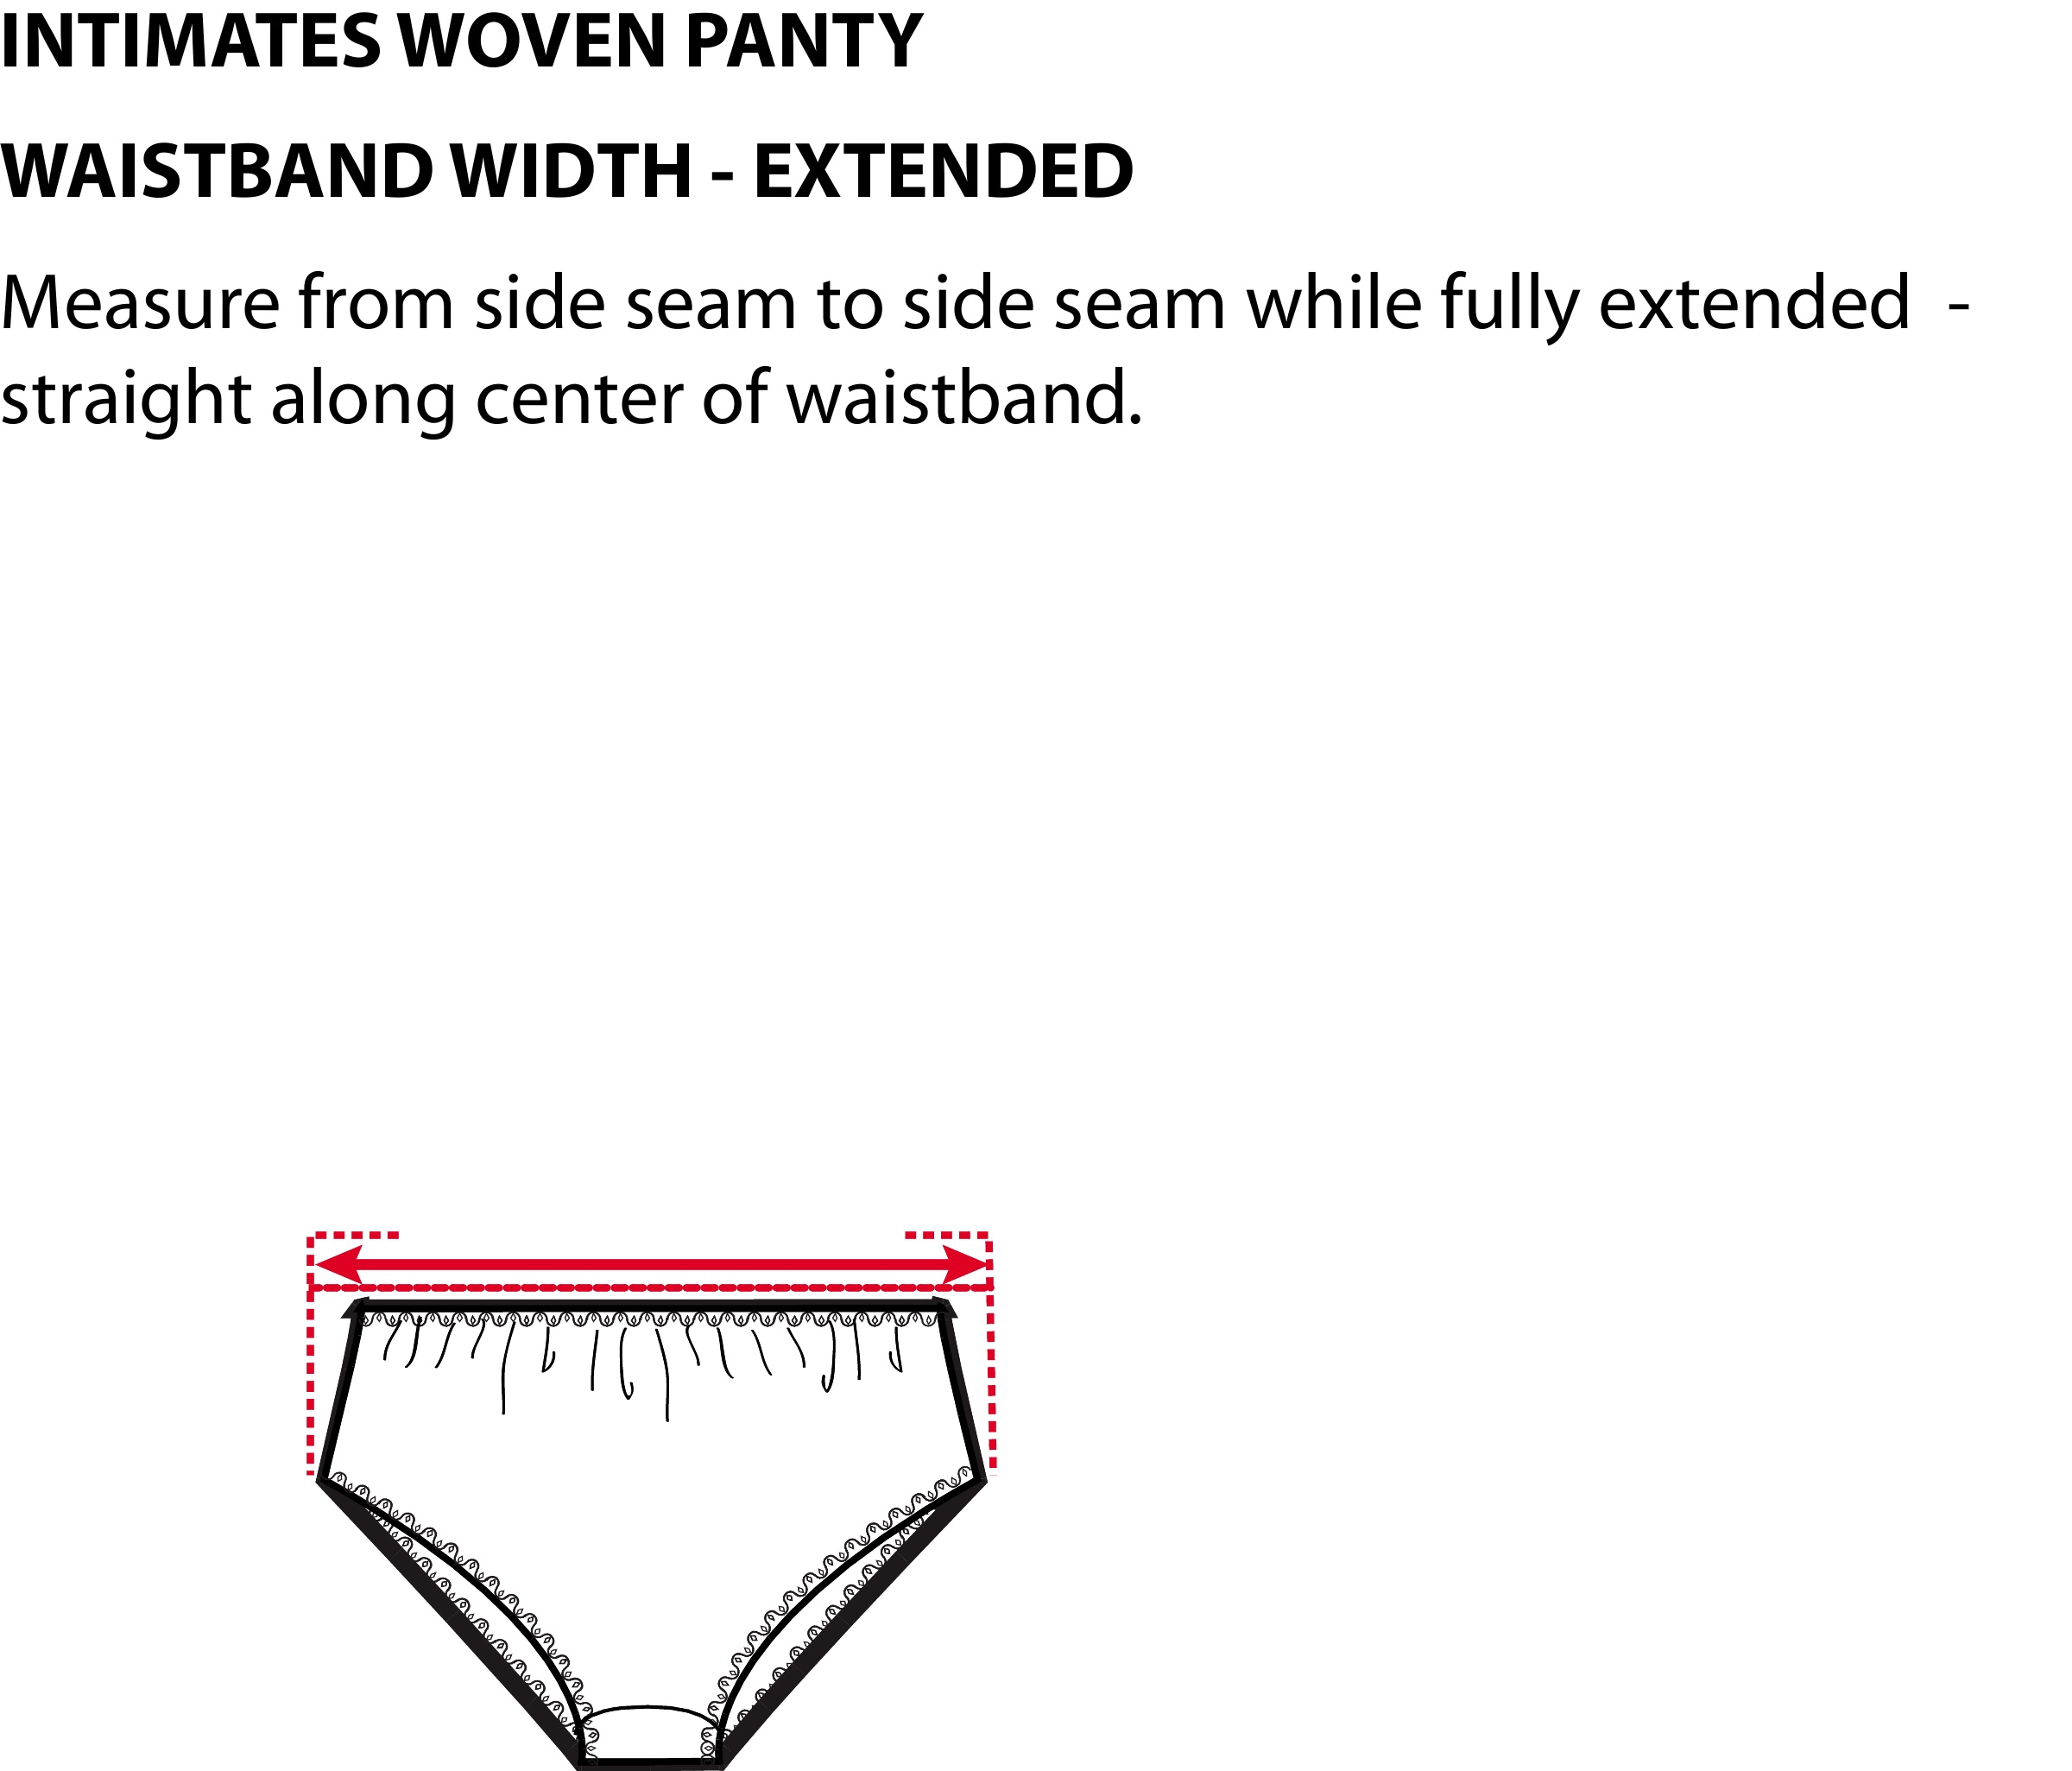 INTIMATES WOVEN PANTY
WAISTBAND WIDTH - EXTENDED
Measure from side seam to side seam while fully extended  -
straight along center of waistband.